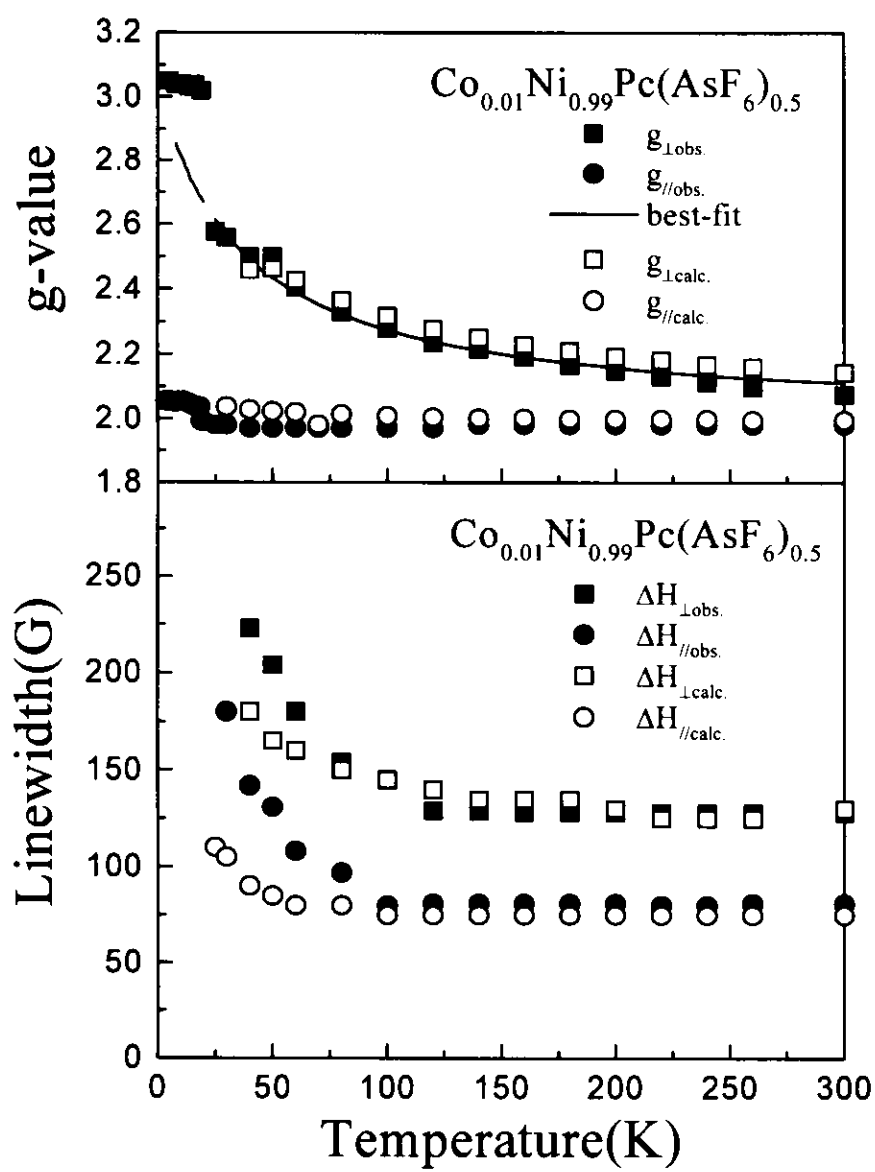 3.2
Co0.01Ni0.99Pc(AsF6)0.5
g⊥obs.
g//obs.
best-fit
g⊥calc.
g//calc.
3.0
2.8
2.6
2.4
2.2
2.0
1.8
g-value
Co0.01Ni0.99Pc(AsF6)0.5
ΔH⊥obs.
ΔH//obs.
ΔH⊥calc.
ΔH//calc.
250
200
150
100
50
0
Linewidth(G)
0 50 100 150 200 250 300
Temperature(K)